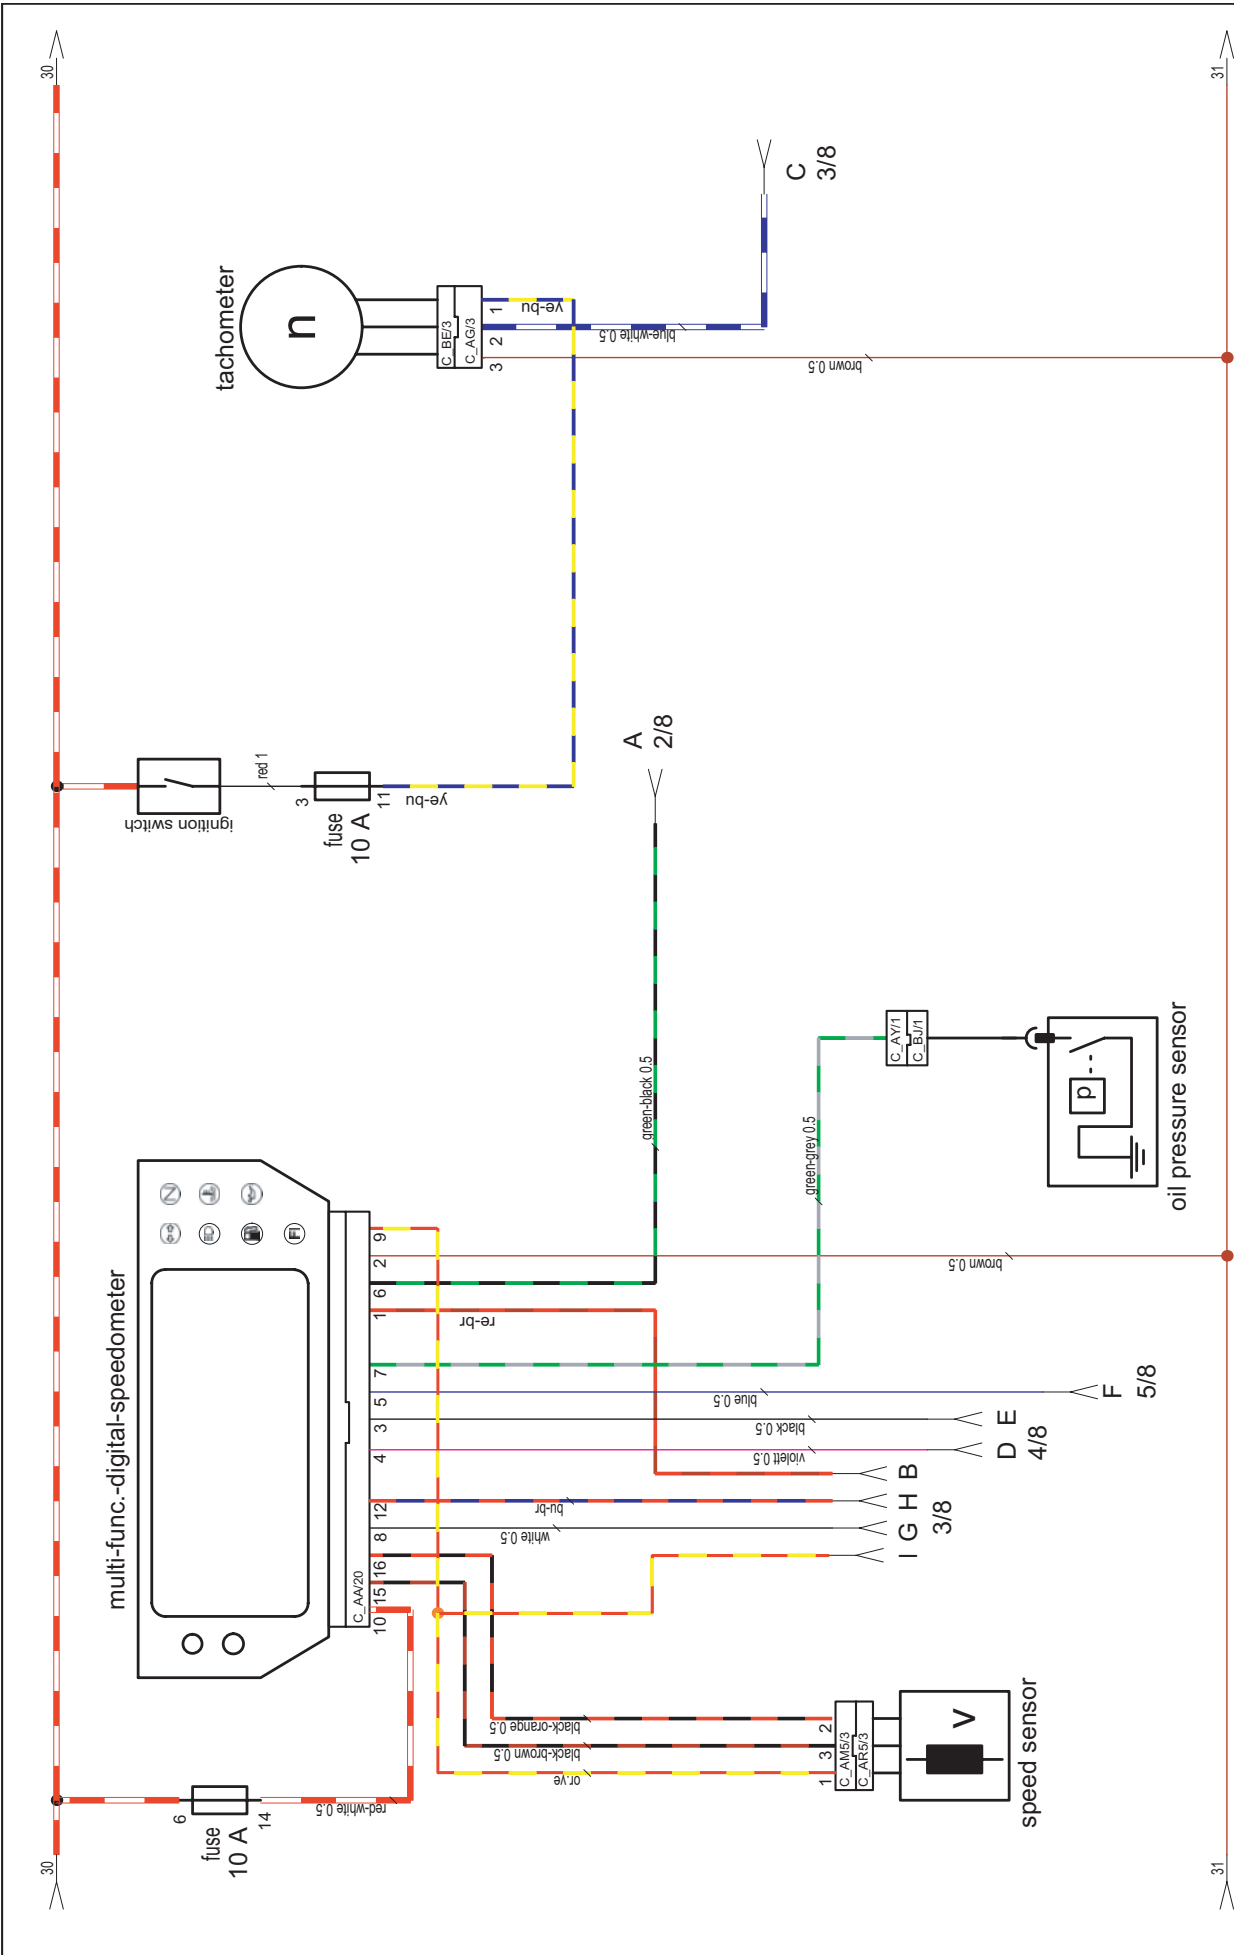 30
30
31
31
multi-func.-digital-speedometer
N
FI
C_AA/20
10
15
16
8
12
4
3
5
7
1
6
2
9
fuse
10 A
6
14
red-white 0.5
ignition switch
red 1
fuse
10 A
3
11
ye-bu
tachometer
n
C_BE/3
C_AG/3
3
2
1
ye-bu
blue-white 0.5
brown 0.5
C
3/8
A
2/8
green-black 0.5
green-grey 0.5
brown 0.5
re-br
blue 0.5
black 0.5
violett 0.5
bu-br
white 0.5
black-orange 0.5
black-brown 0.5
or.ye
I G H B
3/8
D E
4/8
F
5/8
1
3
2
C_AM5/3
C_AR5/3
V
speed sensor
C_AY/1
C_BJ/1
p
oil pressure sensor